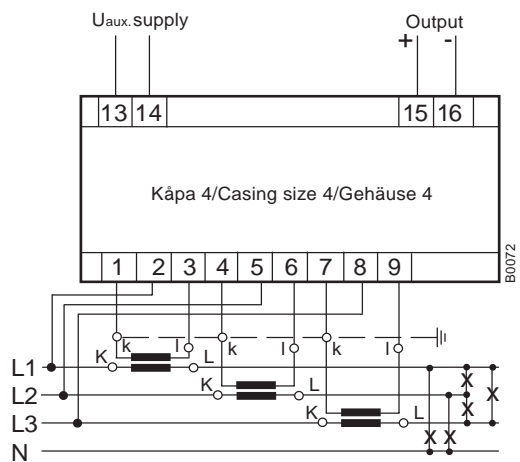 Uaux. supply Output
+ -
13 14 15 16
Kåpa 4/Casing size 4/Gehäuse 4
1 2 3 4 5 6 7 8 9
B0072
k l k l k l
K L
L1
K L
L2
K L
L3
N